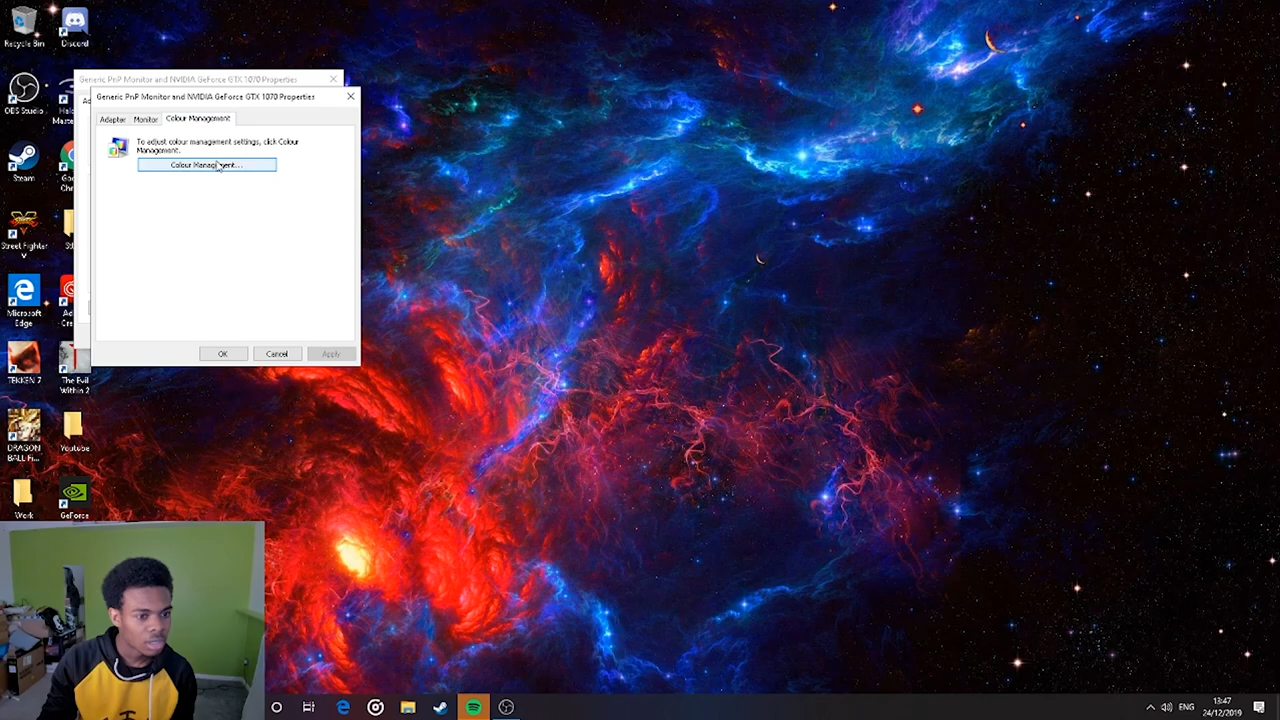 Recycle Bin
Discord
OBS Studio
Steam
Street Fighter
V
Microsoft
Edge
TEKKEN 7
The Evil
Within 2
DRAGON
BALL Fi...
Youtube
Work
GeForce
Generic PnP Monitor and NVIDIA GeForce GTX 1070 Properties
Generic PnP Monitor and NVIDIA GeForce GTX 1070 Properties
Adapter
Monitor
Colour Management
To adjust colour management settings, click Colour
Management.
Colour Management...
OK
Cancel
Apply
ENG
13:47
24/12/2019